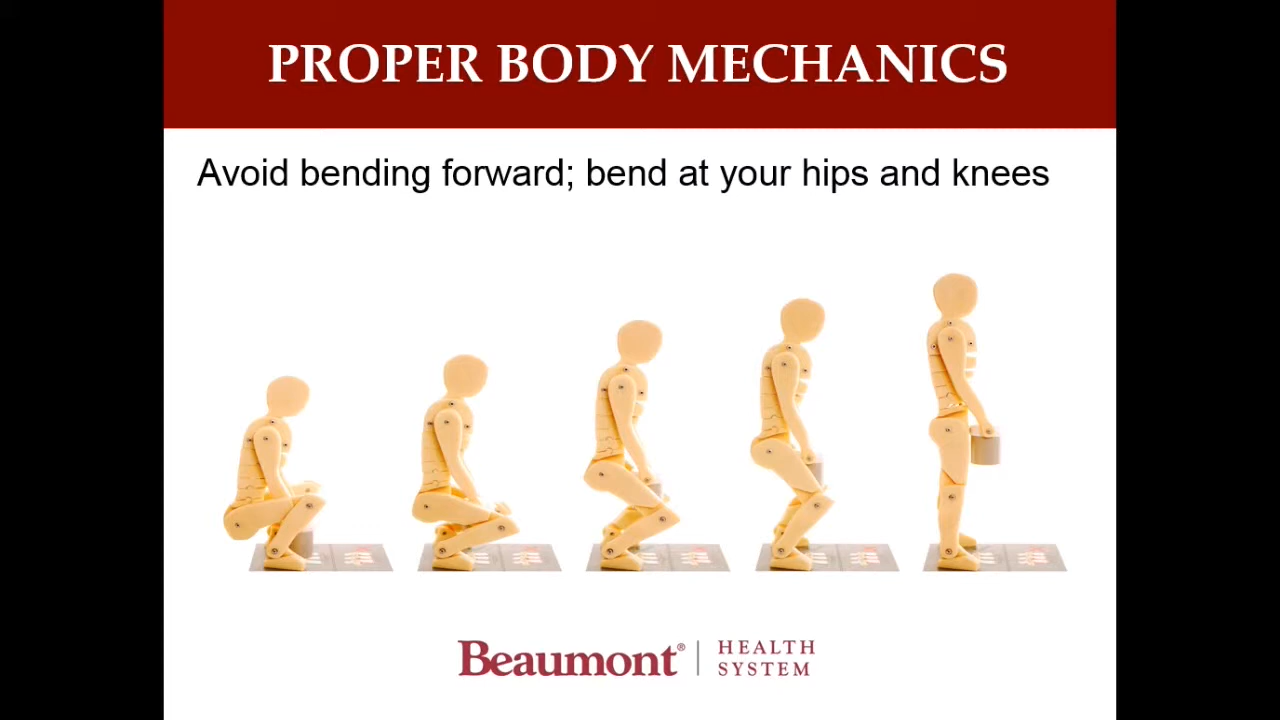 PROPER BODY MECHANICS
Avoid bending forward; bend at your hips and knees
Beaumont® | HEALTH SYSTEM